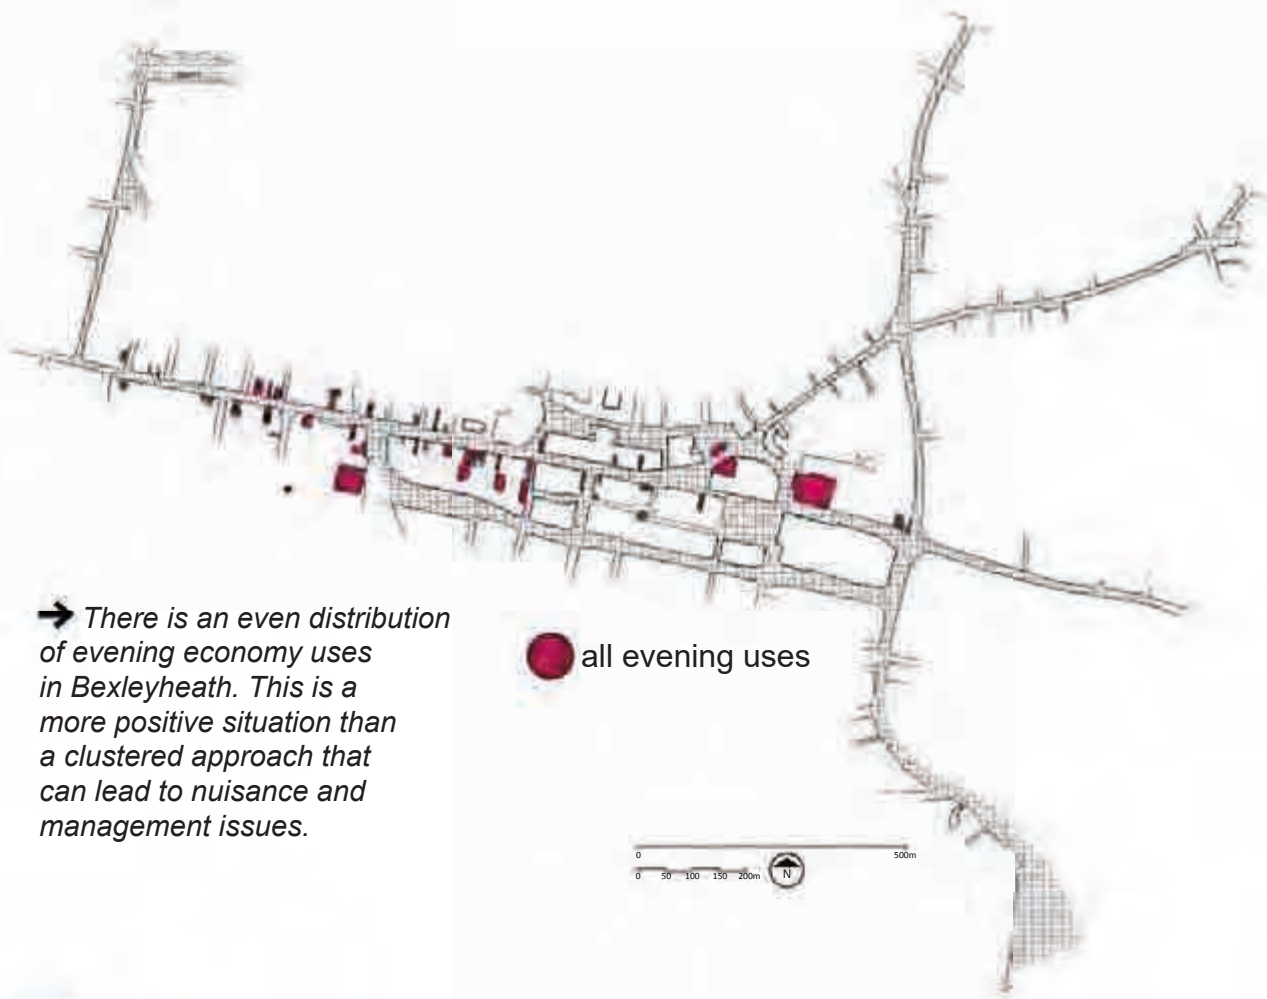 ➔ There is an even distribution
of evening economy uses
in Bexleyheath. This is a
more positive situation than
a clustered approach that
can lead to nuisance and
management issues.
all evening uses
0 500m
0 50 100 150 200m
N